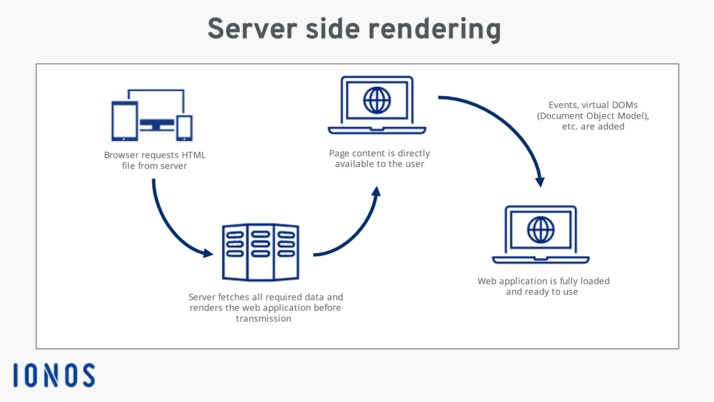 Server side rendering
Browser requests HTML
file from server
Server fetches all required data and
renders the web application before
transmission
Page content is directly
available to the user
Events, virtual DOMs
(Document Object Model),
etc. are added
Web application is fully loaded
and ready to use
IONOS